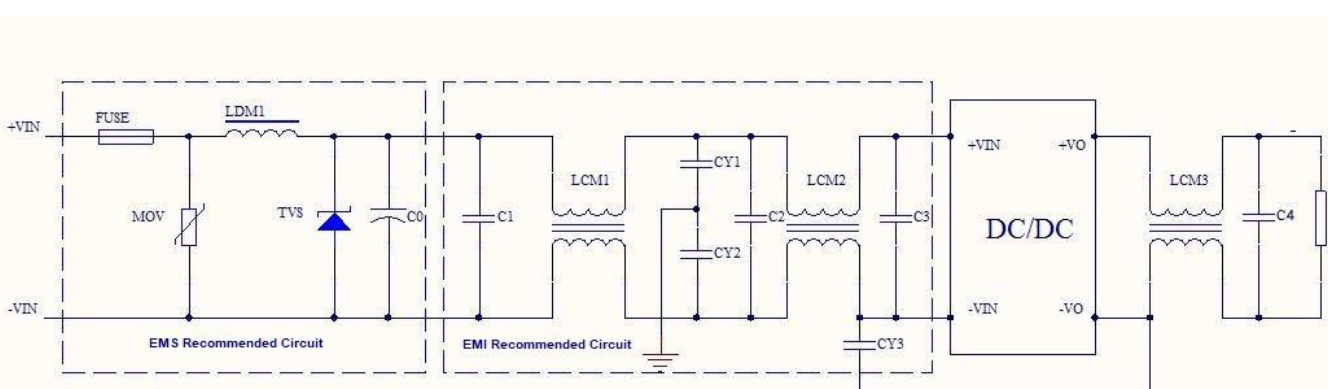 FUSE
LDM1
+VIN
MOV
TVS
C0
-VIN
EMS Recommended Circuit
C1
LCM1
CY1
CY2
C2
LCM2
C3
EMI Recommended Circuit
CY3
+VIN
+VO
DC/DC
-VIN
-VO
LCM3
C4
-